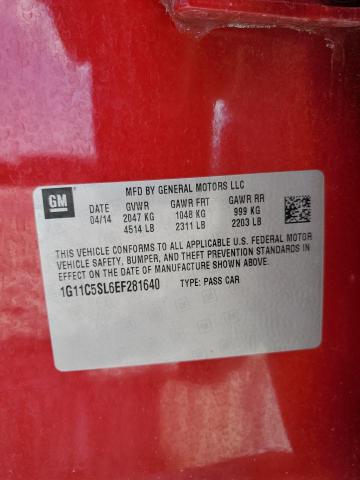 GM
MFD BY GENERAL MOTORS LLC
DATE GVWR GAWR FRT GAWR RR
04/14 2047 KG 1048 KG 999 KG
4514 LB 2311 LB 2203 LB
THIS VEHICLE CONFORMS TO ALL APPLICABLE U.S. FEDERAL MOTOR
VEHICLE SAFETY, BUMPER, AND THEFT PREVENTION STANDARDS IN
EFFECT ON THE DATE OF MANUFACTURE SHOWN ABOVE.
1G11C5SL6EF281640 TYPE: PASS CAR